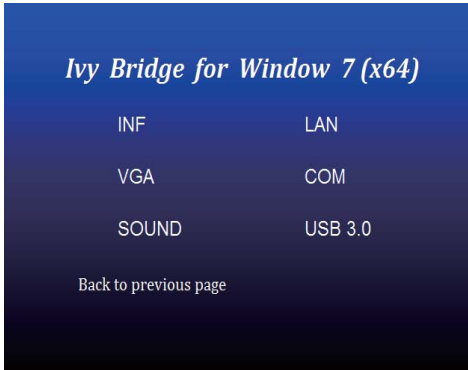 Ivy Bridge for Window 7 (x64)
INF LAN
VGA COM
SOUND USB 3.0
Back to previous page